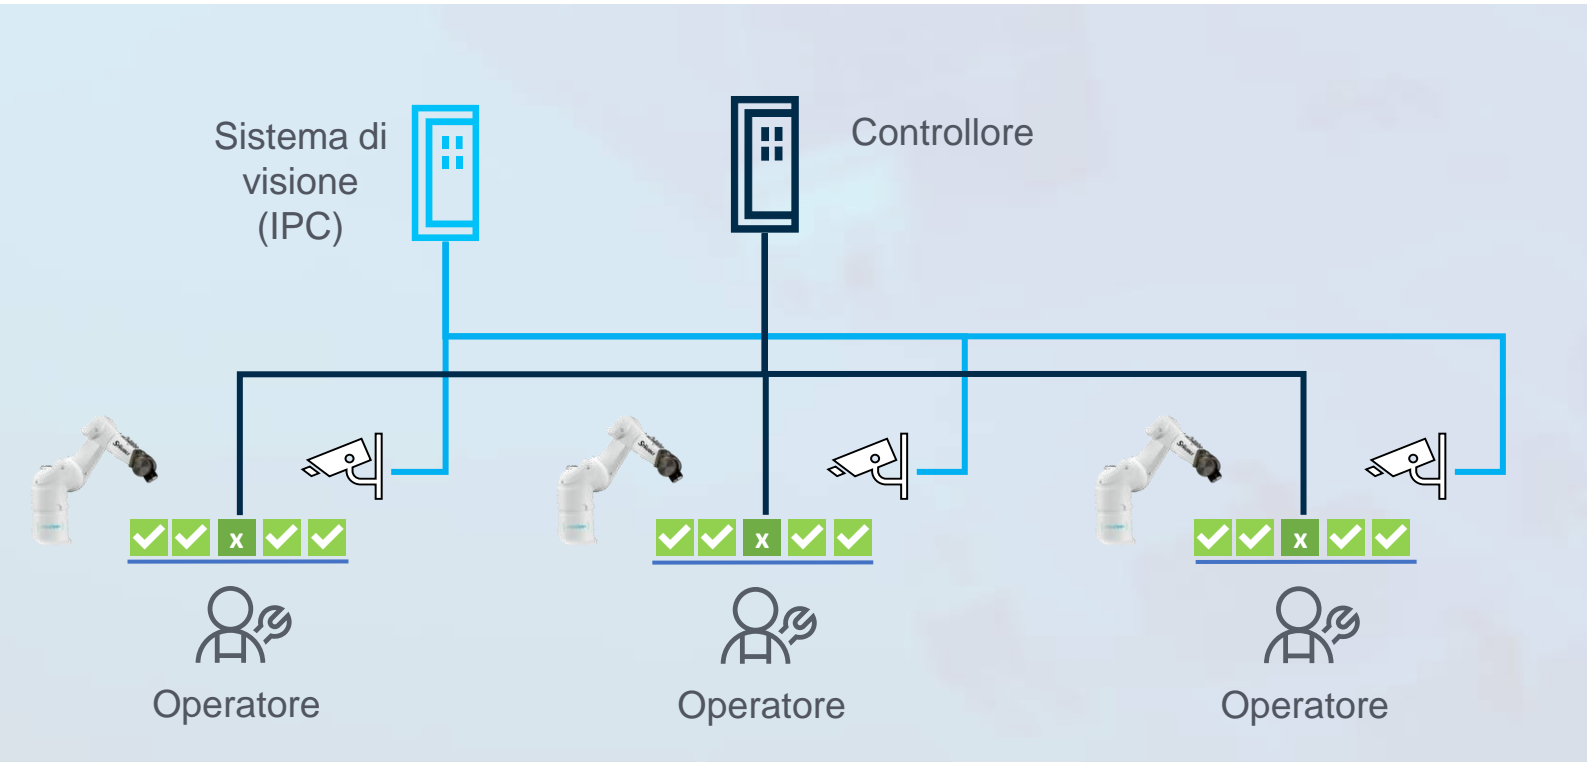 Sistema di
visione
(IPC)
Controllore
x
x
x
Operatore
Operatore
Operatore